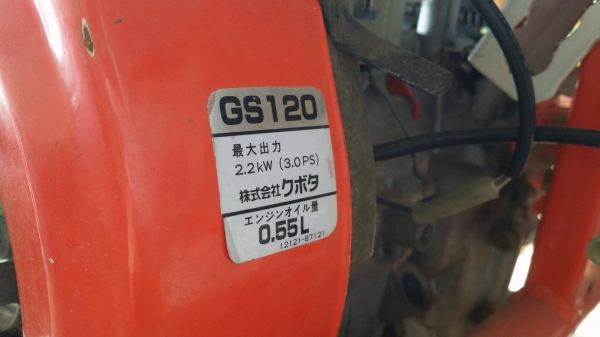 GS120
最大出力
2.2kW (3.0PS)
株式会社クボタ
エンジンオイル量
0.55L
12121-87121